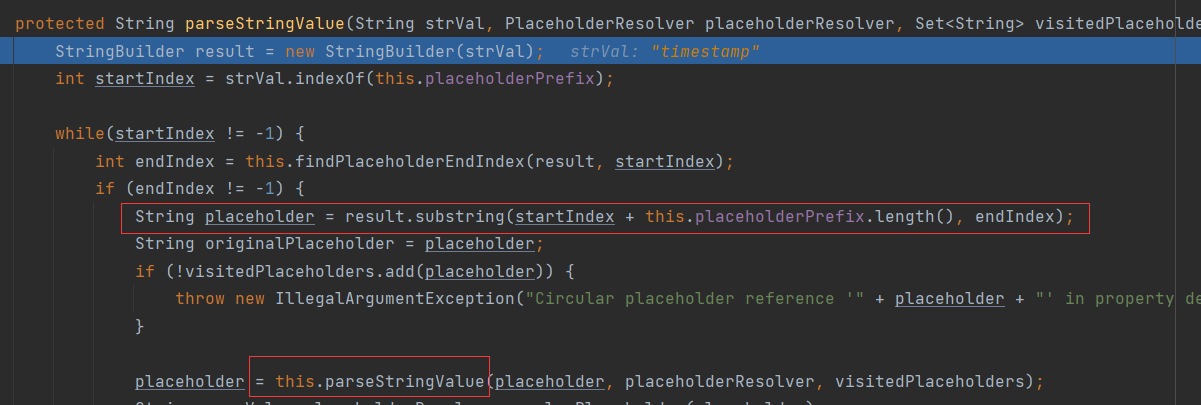 protected String parseStringValue(String strVal, PlaceholderResolver placeholderResolver, Set<String> visitedPlaceholde
StringBuilder result = new StringBuilder(strVal); strVal: "timestamp"
int startIndex = strVal.indexOf(this.placeholderPrefix);
while(startIndex != -1) {
int endIndex = this.findPlaceholderEndIndex(result, startIndex);
if (endIndex != -1) {
String placeholder = result.substring(startIndex + this.placeholderPrefix.length(), endIndex);
String originalPlaceholder = placeholder;
if (!visitedPlaceholders.add(placeholder)) {
throw new IllegalArgumentException("Circular placeholder reference '" + placeholder + "' in property de
}
placeholder = this.parseStringValue(placeholder, placeholderResolver, visitedPlaceholders);